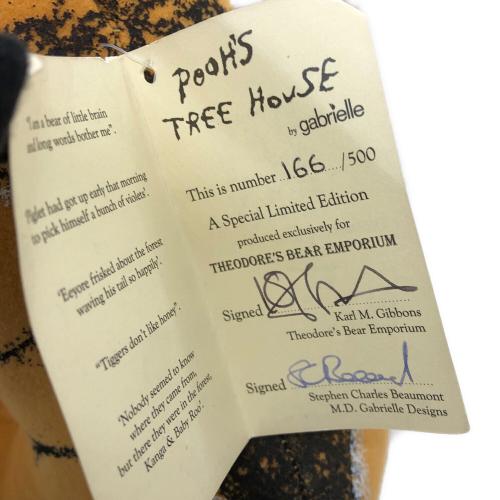 "I am a bear of little brain
and long words bother me".
'Piglet had got up early that morning
to pick himself a bunch of violets'.
"Eeyore frisked about the forest
waving his tail so happily'.
"Tiggers don't like honey".
'Nobody seemed to know
where they came from,
but there they were in the forest,
Kanga & Baby Roo'.
POOH'S
TREE HOUSE
by gabrielle
This is number 166 /500
A Special Limited Edition
produced exclusively for
THEODORE'S BEAR EMPORIUM
Signed
Karl M. Gibbons
Theodore's Bear Emporium
Signed
Stephen Charles Beaumont
M.D. Gabrielle Designs